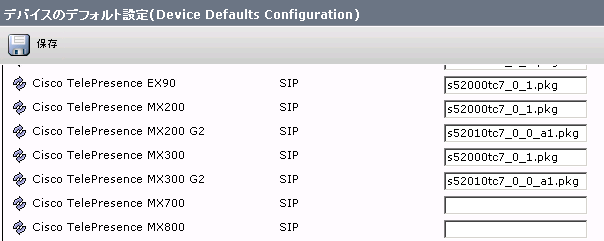 デバイスのデフォルト設定(Device Defaults Configuration)
保存
Cisco TelePresence EX90 SIP s52000tc7_0_1.pkg
Cisco TelePresence MX200 SIP s52000tc7_0_1.pkg
Cisco TelePresence MX200 G2 SIP s52010tc7_0_0_a1.pkg
Cisco TelePresence MX300 SIP s52000tc7_0_1.pkg
Cisco TelePresence MX300 G2 SIP s52010tc7_0_0_a1.pkg
Cisco TelePresence MX700 SIP
Cisco TelePresence MX800 SIP